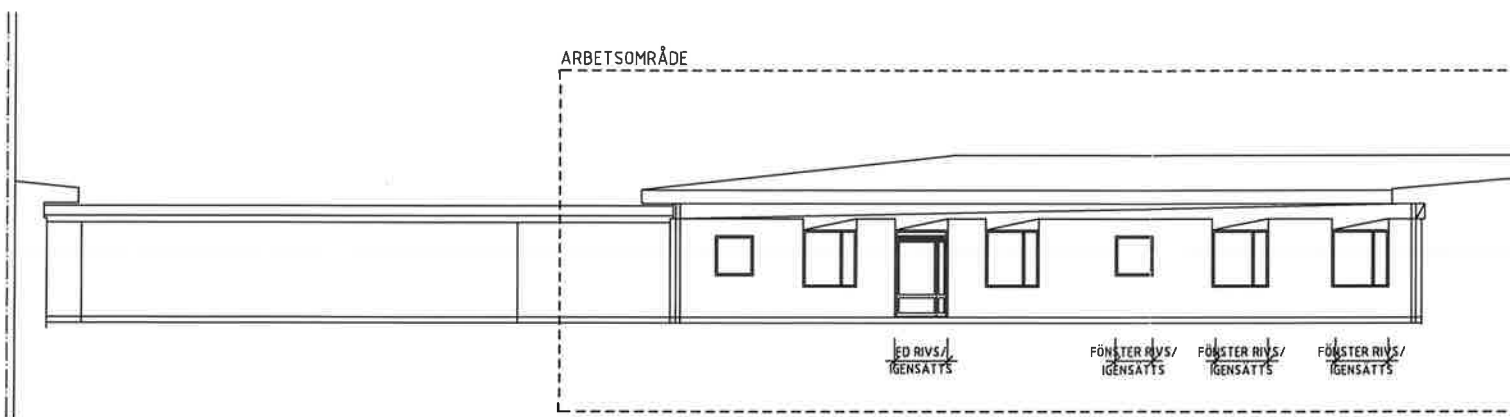 ARBETSOMRÅDE
ED RIVS/
IGENSÄTTS
FÖNSTER RIVS/
IGENSÄTTS
FÖNSTER RIVS/
IGENSÄTTS
FÖNSTER RIVS/
IGENSÄTTS